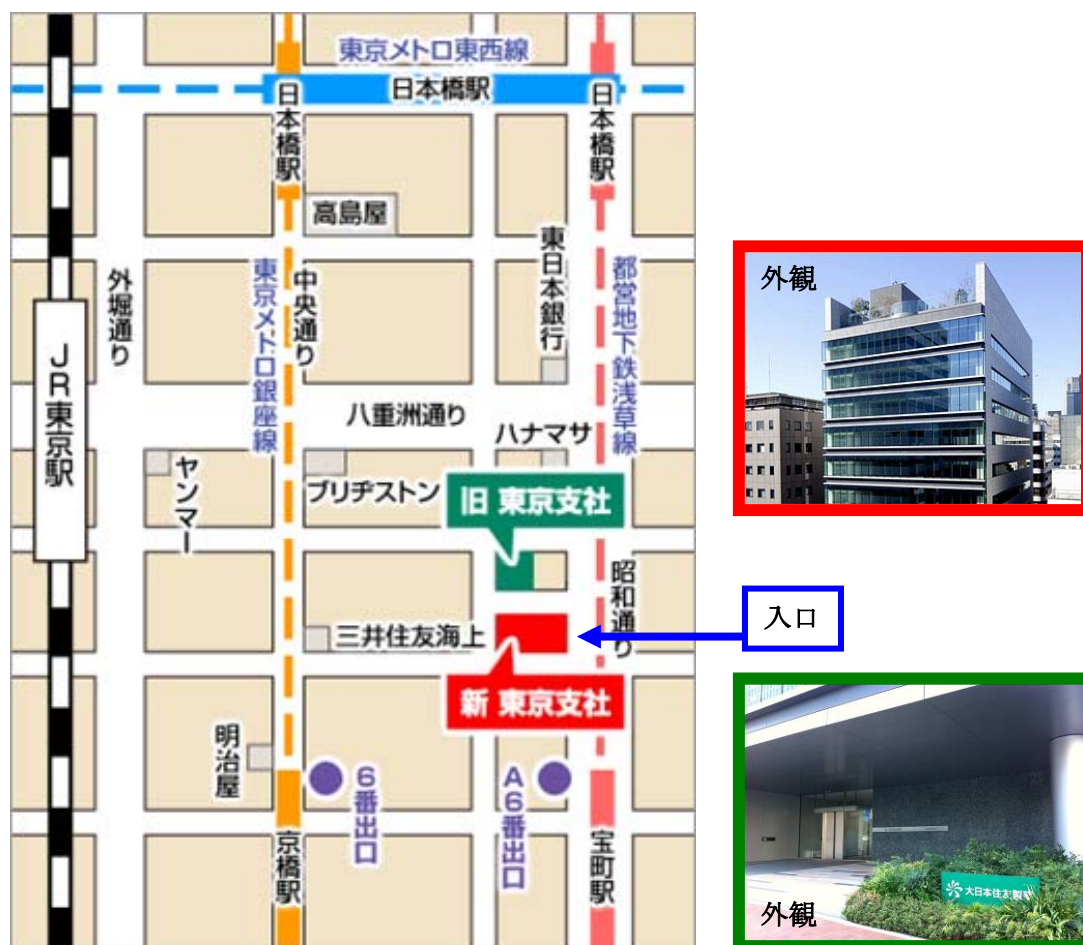 東京メトロ東西線
日本橋駅
日本橋駅
日本橋駅
高島屋
東日本銀行
外堀通り
東京メトロ銀座線
中央通り
都営地下鉄浅草線
JR東京駅
八重洲通り
ハナマサ
ヤンマー
ブリヂストン
旧 東京支社
昭和通り
三井住友海上
新 東京支社
明治屋
6番出口
A6番出口
京橋駅
宝町駅
外観
入口
大日本住友製薬
外観